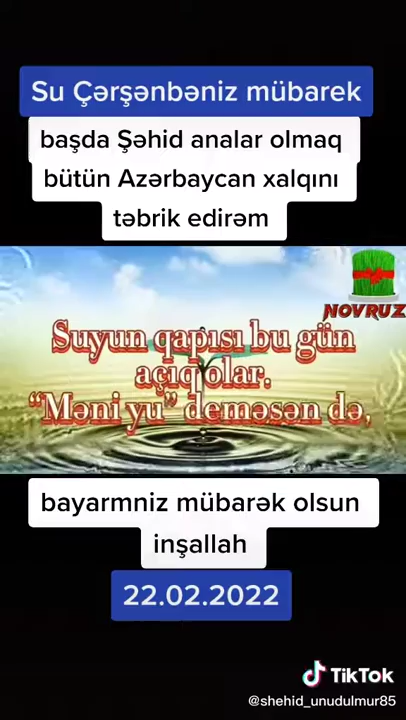 Su Çərşənbəniz mübarek
başda Şəhid analar olmaq
bütün Azərbaycan xalqını
təbrik edirəm
NOVRUZ
Suyun qapısı bu gün
açıq olar.
“Məni yu” deməsən də,
bayarmniz mübarək olsun
inşallah
22.02.2022
TikTok
@shehid_unudulmur85